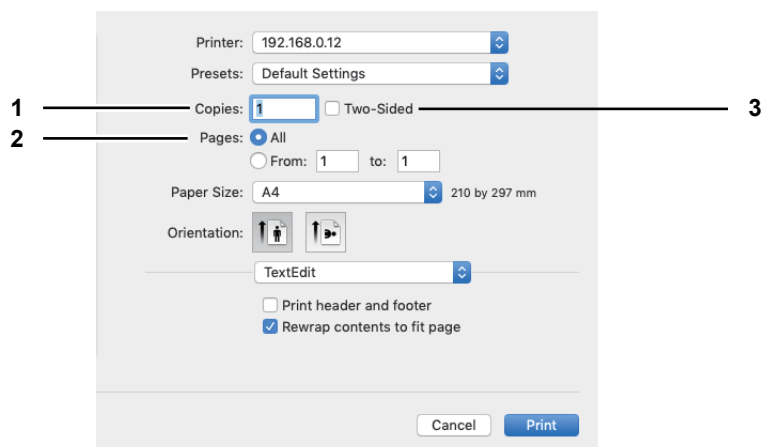 Printer: 192.168.0.12
Presets: Default Settings
1 Copies: 1 Two-Sided 3
2 Pages: All
From: 1 to: 1
Paper Size: A4 210 by 297 mm
Orientation:
TextEdit
Print header and footer
Rewrap contents to fit page
Cancel Print